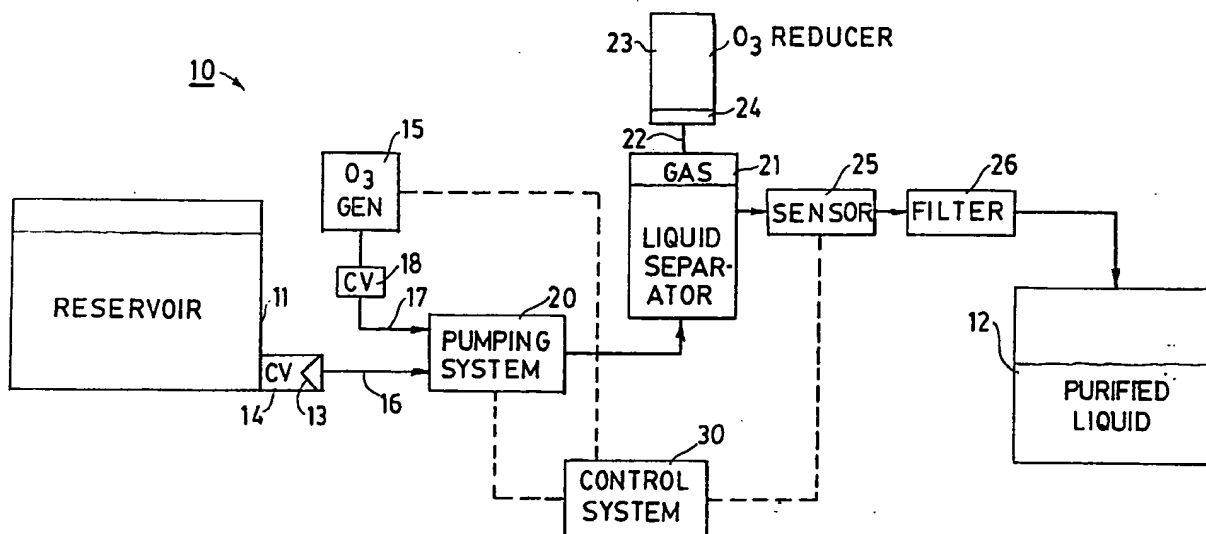 10
23
O3 REDUCER
24
22
15
O3
GEN
GAS
21
25
26
SENSOR
FILTER
LIQUID
SEPAR-
ATOR
18
CV
17
RESERVOIR
11
20
PUMPING
SYSTEM
12
PURIFIED
LIQUID
CV
14
13
16
30
CONTROL
SYSTEM